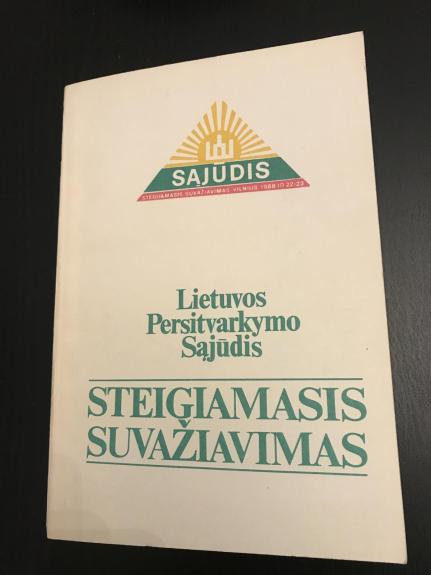 SĄJŪDIS
STEIGIAMASIS SUVAŽIAVIMAS VILNIUS 1988 10 22-23
Lietuvos
Persitvarkymo
Sąjūdis
STEIGIAMASIS
SUVAŽIAVIMAS